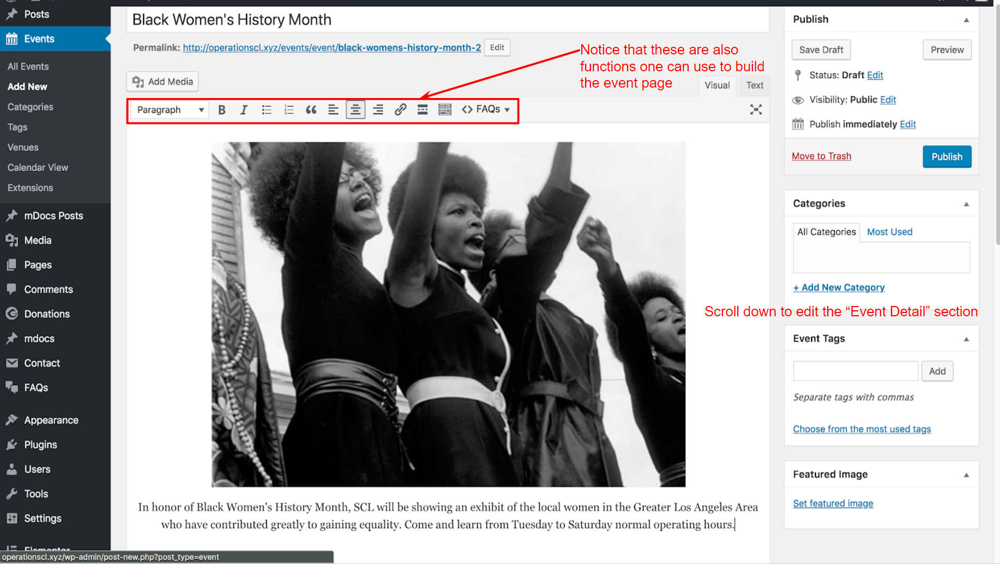 Posts
Events
All Events
Add New
Categories
Tags
Venues
Calendar View
Extensions
mDocs Posts
Media
Pages
Comments
Donations
mdocs
Contact
FAQs
Appearance
Plugins
Users
Tools
Settings
Elementor
operationscl.xyz/wp-admin/post-new.php?post_type=event
Black Women's History Month
Permalink: http://operationscl.xyz/events/event/black-womens-history-month-2 Edit
Notice that these are also
functions one can use to build
the event page
Add Media
Visual Text
Paragraph B I FAQs
In honor of Black Women's History Month, SCL will be showing an exhibit of the local women in the Greater Los Angeles Area
who have contributed greatly to gaining equality. Come and learn from Tuesday to Saturday normal operating hours.
Publish
Save Draft Preview
Status: Draft Edit
Visibility: Public Edit
Publish immediately Edit
Move to Trash Publish
Categories
All Categories Most Used
+ Add New Category
Scroll down to edit the “Event Detail” section
Event Tags
Add
Separate tags with commas
Choose from the most used tags
Featured Image
Set featured image